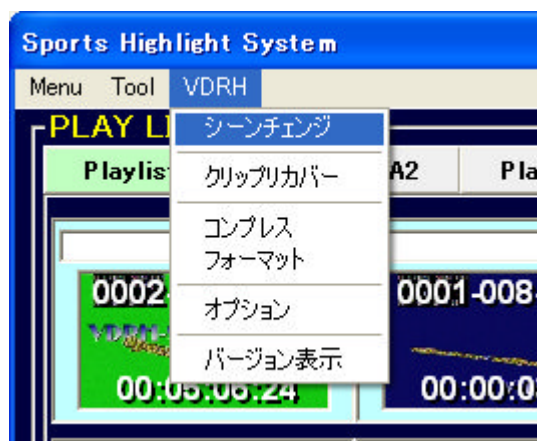 Sports Highlight System
Menu Tool VDRH
PLAY LI
シーンチェンジ
Playlis
A2
Pla
クリップリカバー
コンプレス
フォーマット
0002
0001-008-
オプション
VDRH-
バージョン表示
00:05:06:24
00:00:0